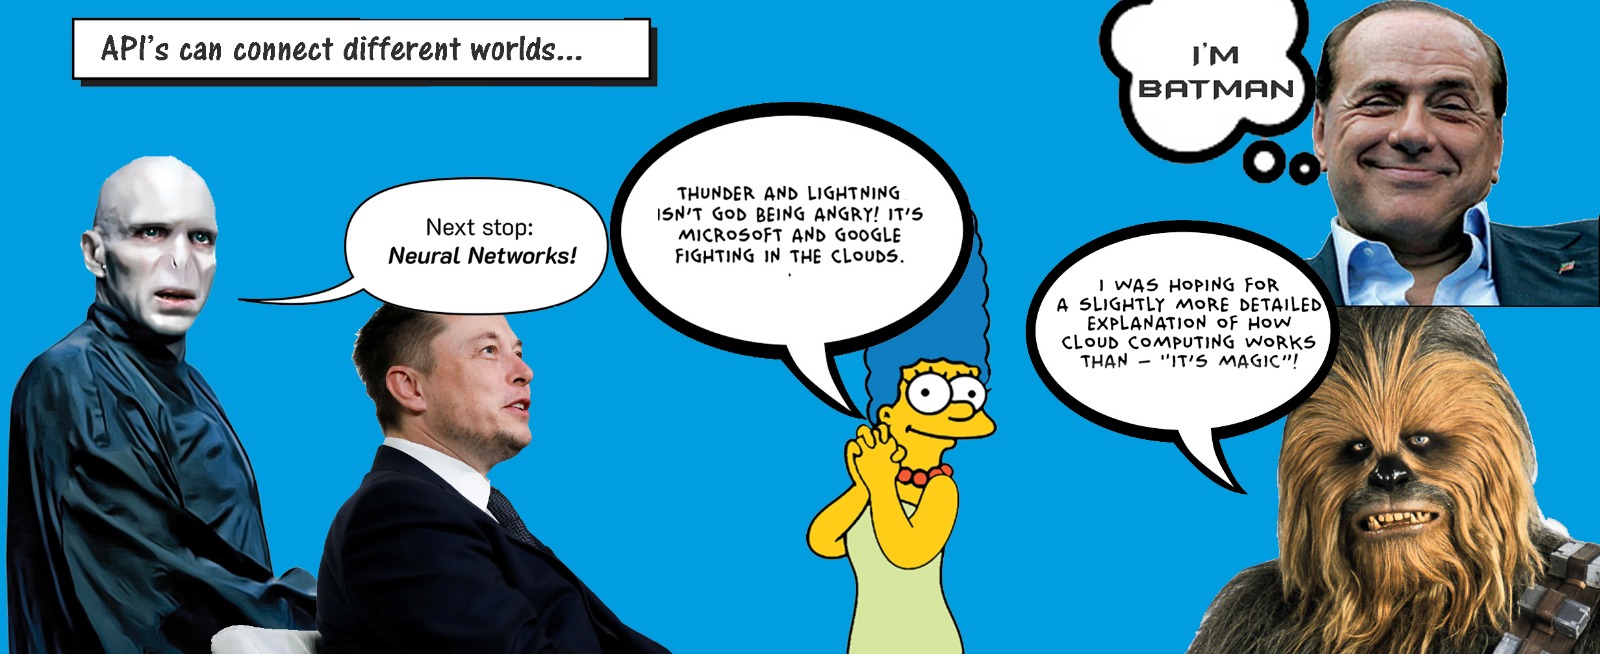 API's can connect different worlds...
Next stop:
Neural Networks!
THUNDER AND LIGHTNING
ISN'T GOD BEING ANGRY! IT'S
MICROSOFT AND GOOGLE
FIGHTING IN THE CLOUDS.
.
I'M
BATMAN
I WAS HOPING FOR
A SLIGHTLY MORE DETAILED
EXPLANATION OF HOW
CLOUD COMPUTING WORKS
THAN – "IT'S MAGIC"!